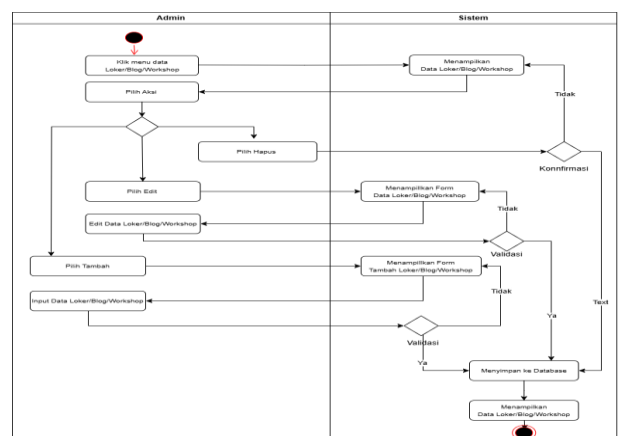 Admin
Sistem
Klik menu data
Loker/Blog/Workshop
Menampilkan
Data Loker/Blog/Workshop
Pilih Aksi
Tidak
Pilih Hapus
Konnfirmasi
Pilih Edit
Menampilkan Form
Data Loker/Blog/Workshop
Tidak
Edit Data Loker/Blog/Workshop
Validasi
Pilih Tambah
Menampillkan Form
Tambah Loker/Blog/Workshop
Tidak
Input Data Loker/Blog/Workshop
Text
Ya
Validasi
Ya
Menyimpan ke Database
Menampilkan
Data Loker/Blog/Workshop